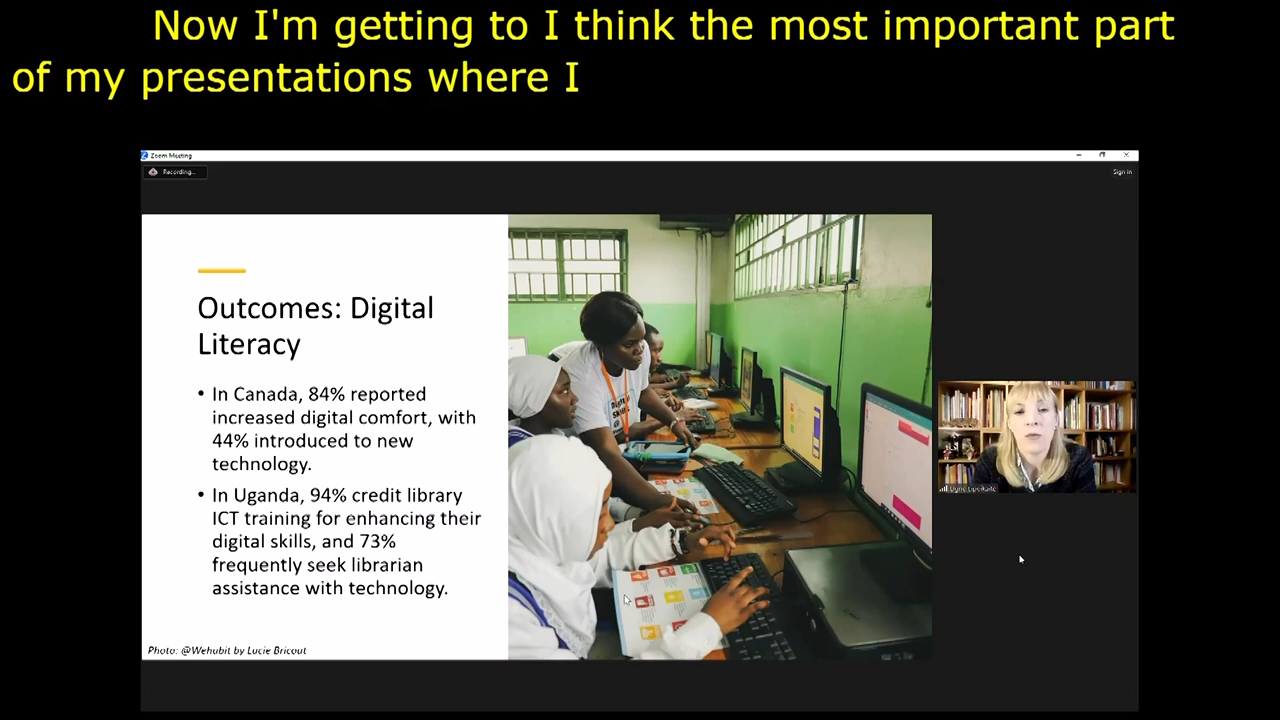 Now I'm getting to I think the most important part
of my presentations where I
Zoom Meeting
Recording...
Sign in
Outcomes: Digital
Literacy
• In Canada, 84% reported
increased digital comfort, with
44% introduced to new
technology.
• In Uganda, 94% credit library
ICT training for enhancing their
digital skills, and 73%
frequently seek librarian
assistance with technology.
Photo: @Wehubit by Lucie Bricout